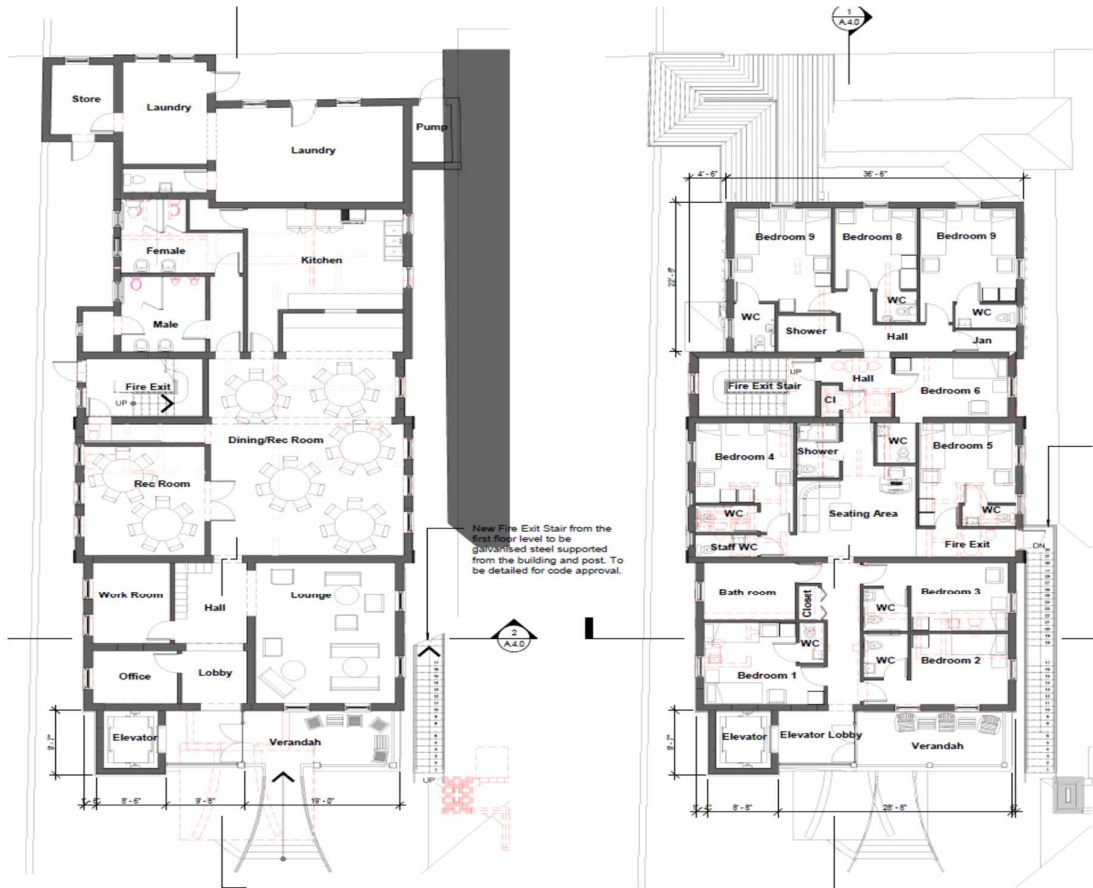 Store
Laundry
Laundry
Pump
Female
Kitchen
Male
Fire Exit
UP
Dining/Rec Room
Rec Room
Work Room
Hall
Lounge
Office
Lobby
Elevator
Verandah
UP
9'- 7"
8'- 6"
9'- 8"
19'- 0"
New Fire Exit Stair from the
first floor level to be
galvanised steel supported
from the building and post. To
be detailed for code approval.
2
A.4.0
1
A.4.0
4' - 6"
36'- 6"
Bedroom 9
Bedroom 8
Bedroom 9
WC
WC
WC
Shower
Hall
Jan
Fire Exit Stair
UP
Hall
Bedroom 6
Cl
Bedroom 4
Shower
WC
Bedroom 5
WC
Seating Area
WC
Staff WC
Fire Exit
DN
Bath room
Closet
WC
Bedroom 3
WC
Bedroom 1
WC
Bedroom 2
Elevator
Elevator Lobby
Verandah
9'- 7"
8'- 8"
28'- 8"